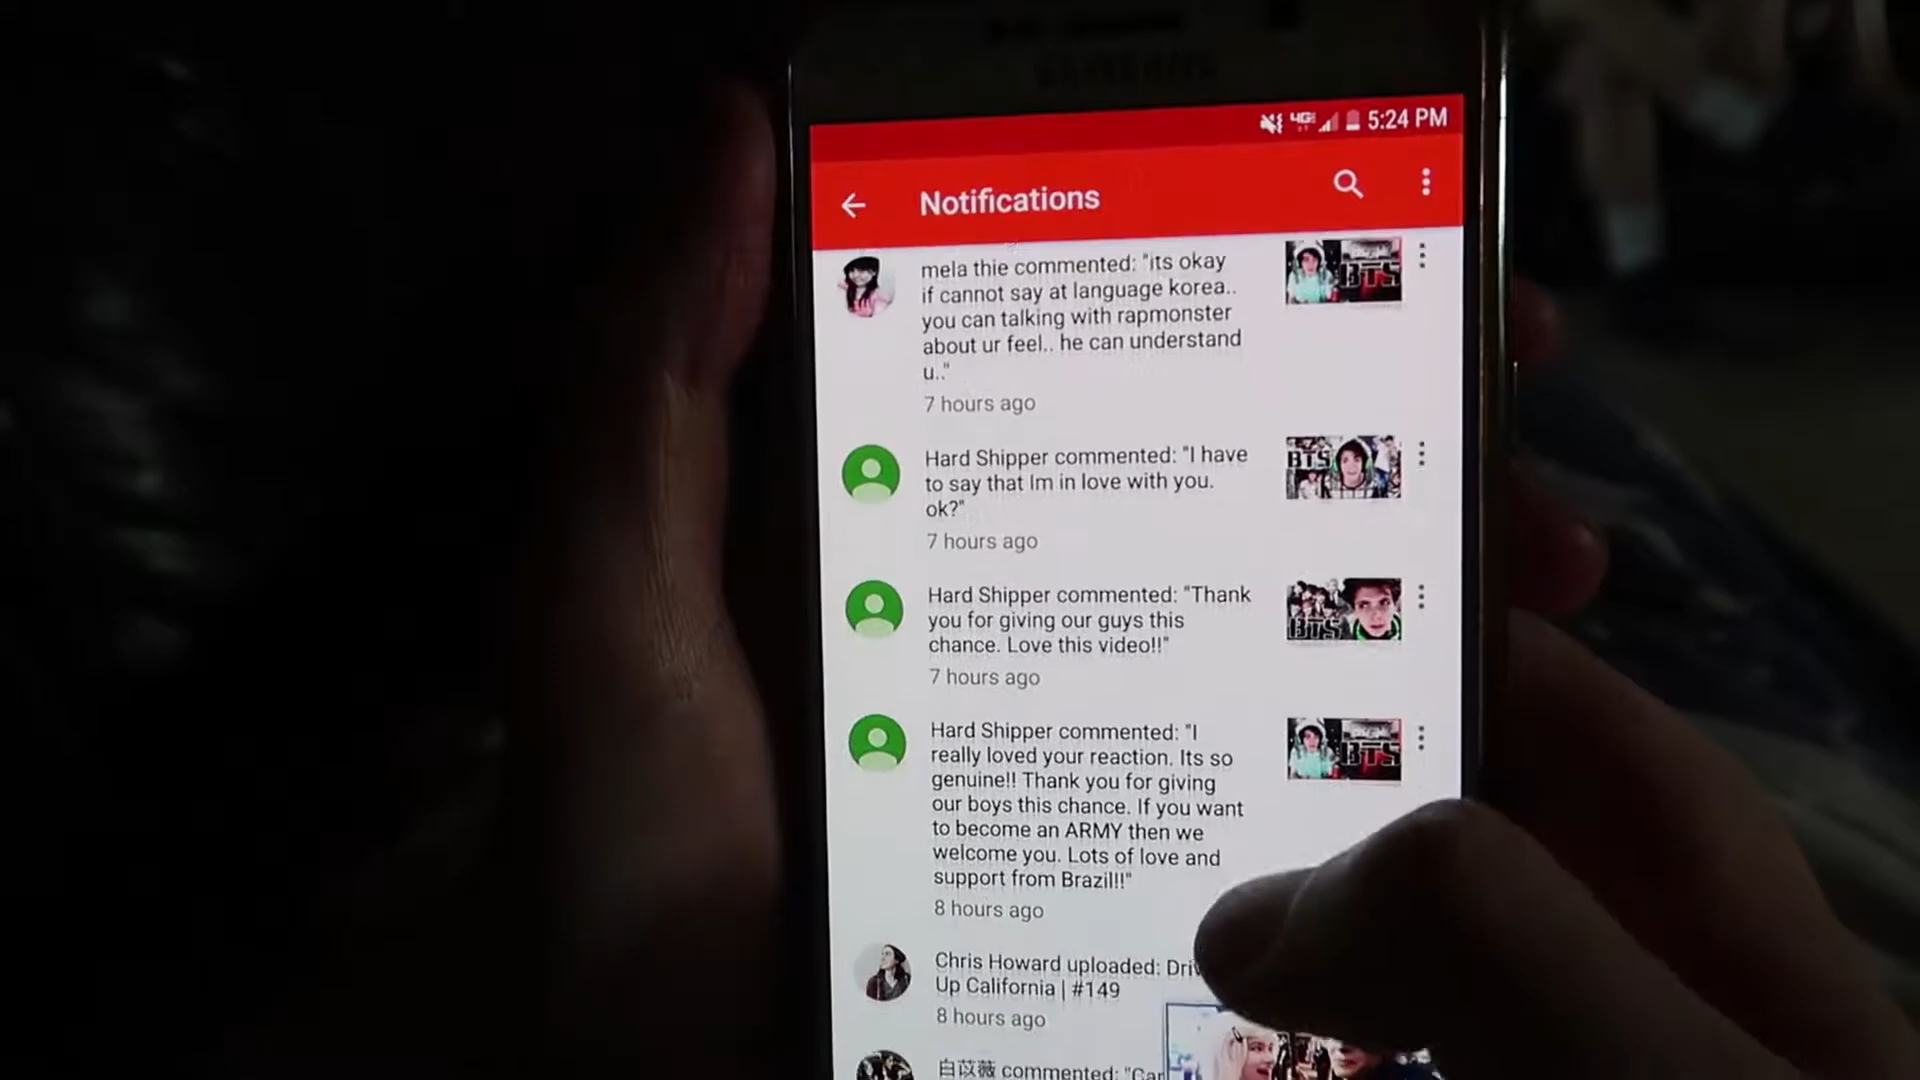 5:24 PM
Notifications
mela thie commented: "its okay
if cannot say at language korea..
you can talking with rapmonster
about ur feel.. he can understand
u.."
7 hours ago
BTS
Hard Shipper commented: "I have
to say that Im in love with you.
ok?"
7 hours ago
BTS
Hard Shipper commented: "Thank
you for giving our guys this
chance. Love this video!!"
7 hours ago
BTS
Hard Shipper commented: "I
really loved your reaction. Its so
genuine!! Thank you for giving
our boys this chance. If you want
to become an ARMY then we
welcome you. Lots of love and
support from Brazil!!"
8 hours ago
BTS
Chris Howard uploaded:
Up California | #149
8 hours ago
白苡薇 commented: